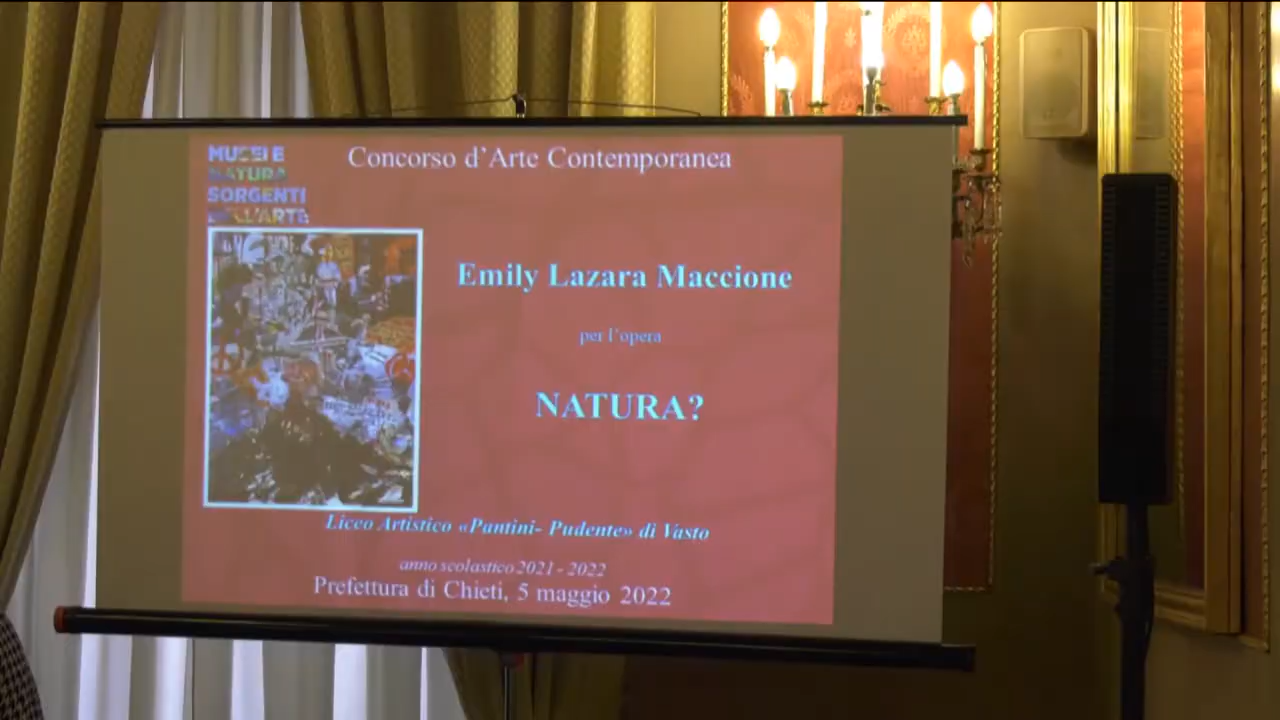 MUSEI E
NATURA
SORGENTI
DELL'ARTE
Concorso d'Arte Contemporanea
Emily Lazara Maccione
per l'opera
NATURA?
Liceo Artistico «Pantini- Pudente» di Vasto
anno scolastico 2021 - 2022
Prefettura di Chieti, 5 maggio 2022